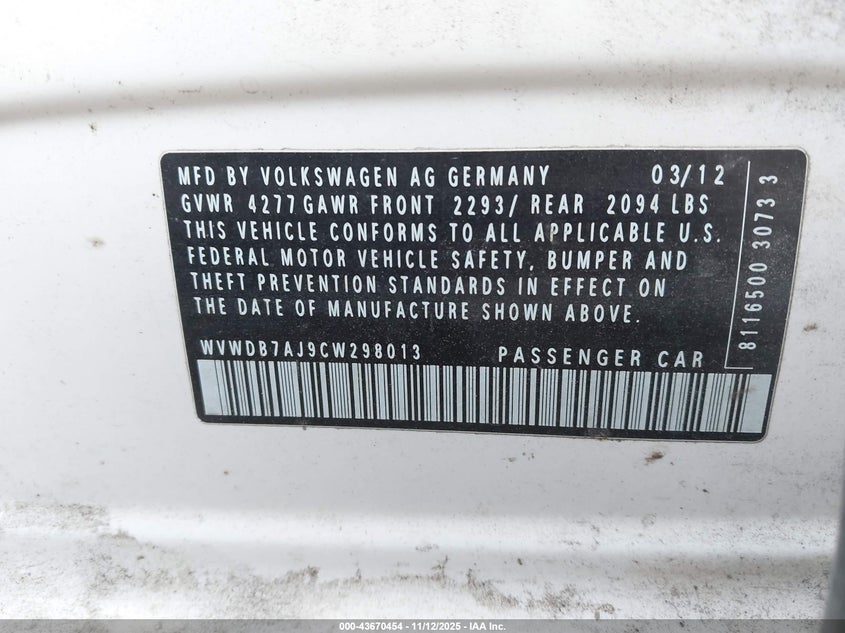 MFD BY VOLKSWAGEN AG GERMANY 03/12
GVWR 4277 GAWR FRONT 2293/ REAR 2094 LBS
THIS VEHICLE CONFORMS TO ALL APPLICABLE U.S.
FEDERAL MOTOR VEHICLE SAFETY, BUMPER AND
THEFT PREVENTION STANDARDS IN EFFECT ON
THE DATE OF MANUFACTURE SHOWN ABOVE.
WVWDB7AJ9CW298013 PASSENGER CAR
8116500 3073 3
000-43670454 - 11/12/2025 - IAA Inc.